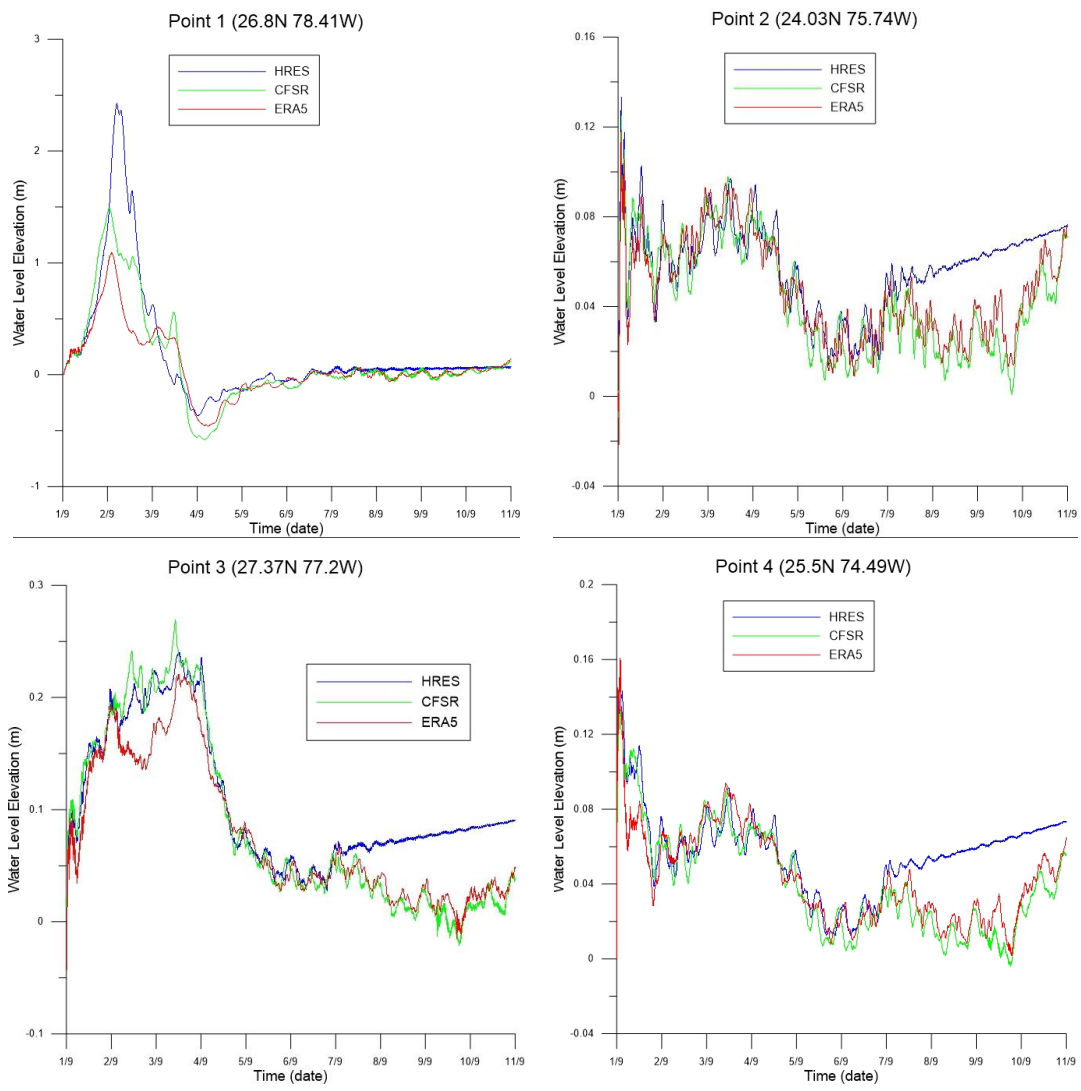 Point 1 (26.8N 78.41W)
3
2
1
0
-1
Water Level Elevation (m)
HRES
CFSR
ERA5
1/9 2/9 3/9 4/9 5/9 6/9 7/9 8/9 9/9 10/9 11/9
Time (date)
Point 2 (24.03N 75.74W)
0.16
0.12
0.08
0.04
0
-0.04
Water Level Elevation (m)
HRES
CFSR
ERA5
1/9 2/9 3/9 4/9 5/9 6/9 7/9 8/9 9/9 10/9 11/9
Time (date)
Point 3 (27.37N 77.2W)
0.3
0.2
0.1
0
-0.1
Water Level Elevation (m)
HRES
CFSR
ERA5
1/9 2/9 3/9 4/9 5/9 6/9 7/9 8/9 9/9 10/9 11/9
Time (date)
Point 4 (25.5N 74.49W)
0.2
0.16
0.12
0.08
0.04
0
-0.04
Water Level Elevation (m)
HRES
CFSR
ERA5
1/9 2/9 3/9 4/9 5/9 6/9 7/9 8/9 9/9 10/9 11/9
Time (date)